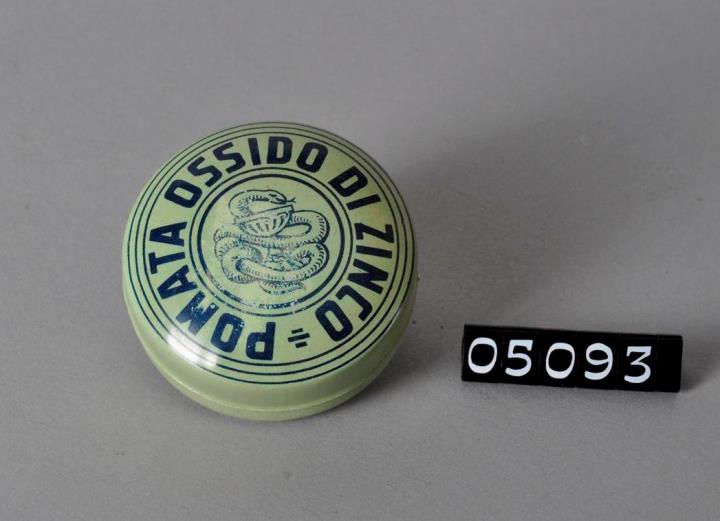 POMATA OSSIDO DI ZINCO ÷
05093